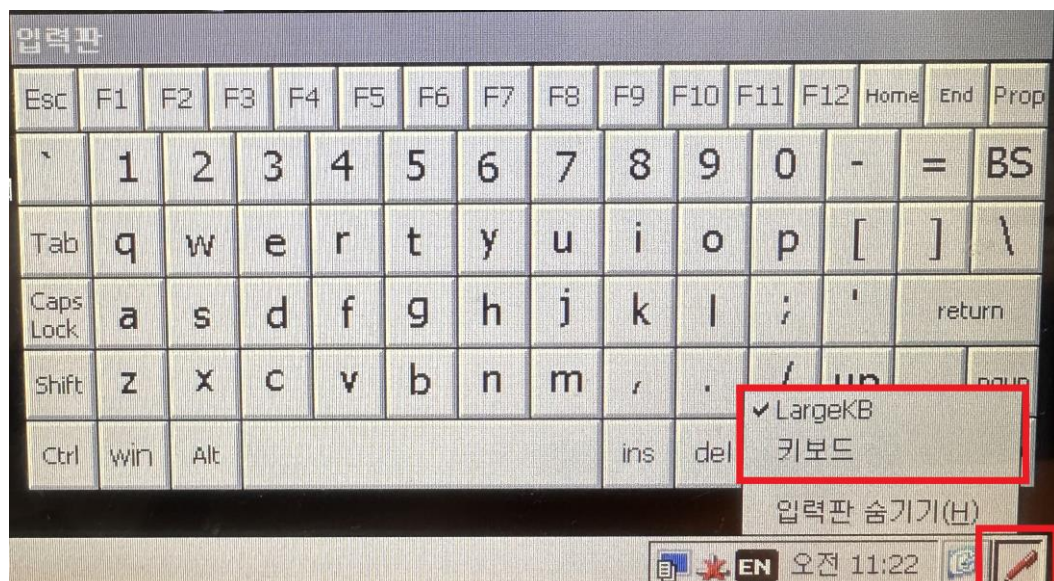 입력판
Esc F1 F2 F3 F4 F5 F6 F7 F8 F9 F10 F11 F12 Home End Prop
` 1 2 3 4 5 6 7 8 9 0 - = BS
Tab q w e r t y u i o p [ ] \
Caps Lock a s d f g h j k l ; ' return
Shift z x c v b n m , . / up pgup
Ctrl win Alt ins del
✓ LargeKB
키보드
입력판 숨기기(H)
EN 오전 11:22